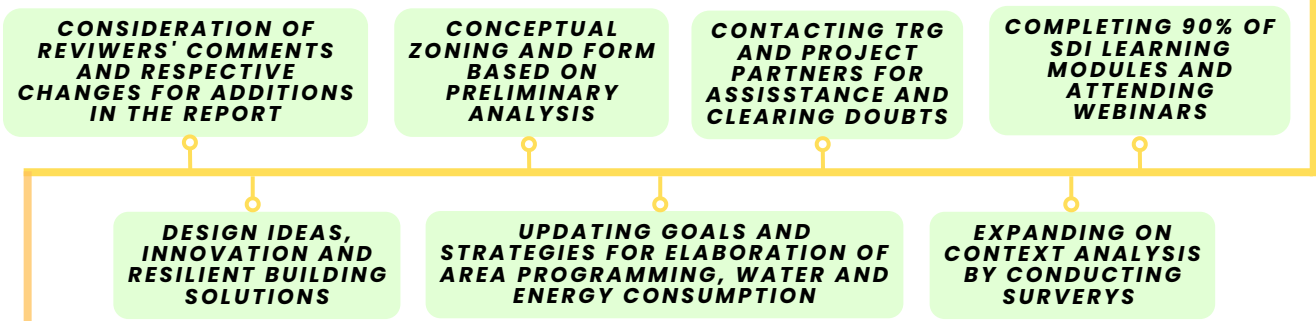 CONSIDERATION OF
REVIWERS' COMMENTS
AND RESPECTIVE
CHANGES FOR ADDITIONS
IN THE REPORT
CONCEPTUAL
ZONING AND FORM
BASED ON
PRELIMINARY
ANALYSIS
CONTACTING TRG
AND PROJECT
PARTNERS FOR
ASSISSTANCE AND
CLEARING DOUBTS
COMPLETING 90% OF
SDI LEARNING
MODULES AND
ATTENDING
WEBINARS
DESIGN IDEAS,
INNOVATION AND
RESILIENT BUILDING
SOLUTIONS
UPDATING GOALS AND
STRATEGIES FOR ELABORATION OF
AREA PROGRAMMING, WATER AND
ENERGY CONSUMPTION
EXPANDING ON
CONTEXT ANALYSIS
BY CONDUCTING
SURVERYS